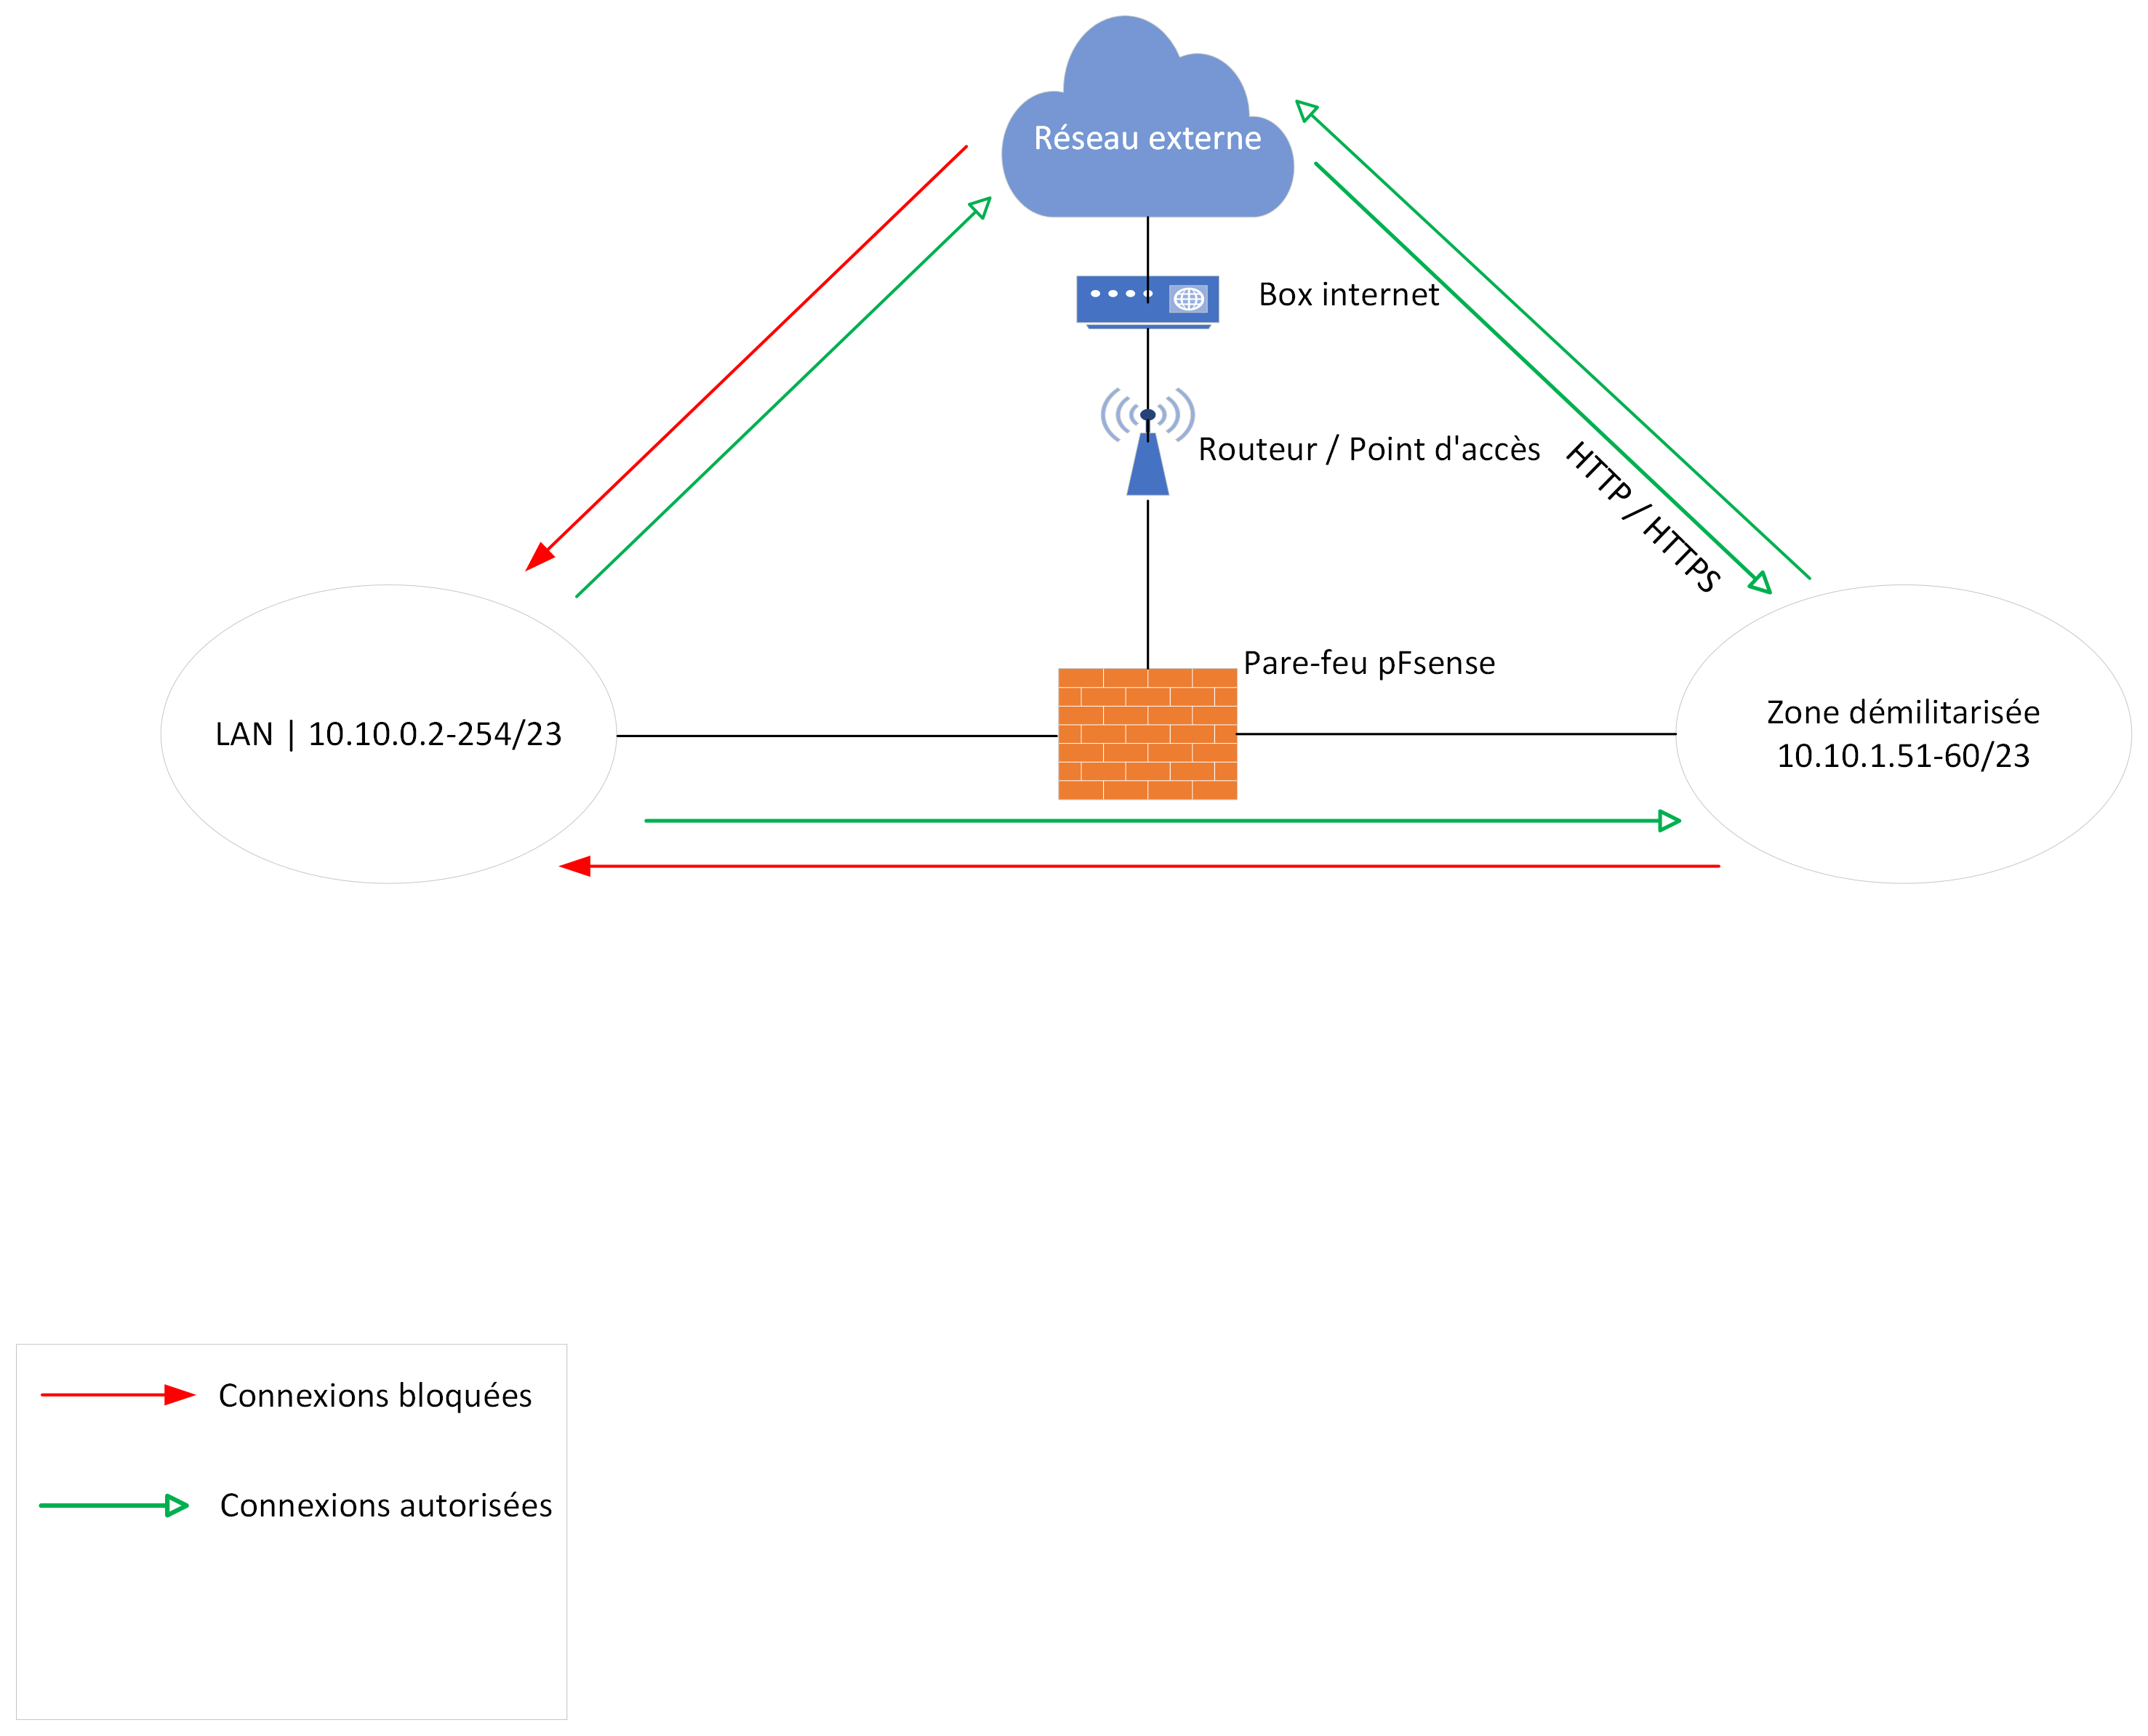 Réseau externe
Box internet
Routeur / Point d'accès
HTTP / HTTPS
Pare-feu pFsense
LAN | 10.10.0.2-254/23
Zone démilitarisée
10.10.1.51-60/23
Connexions bloquées
Connexions autorisées